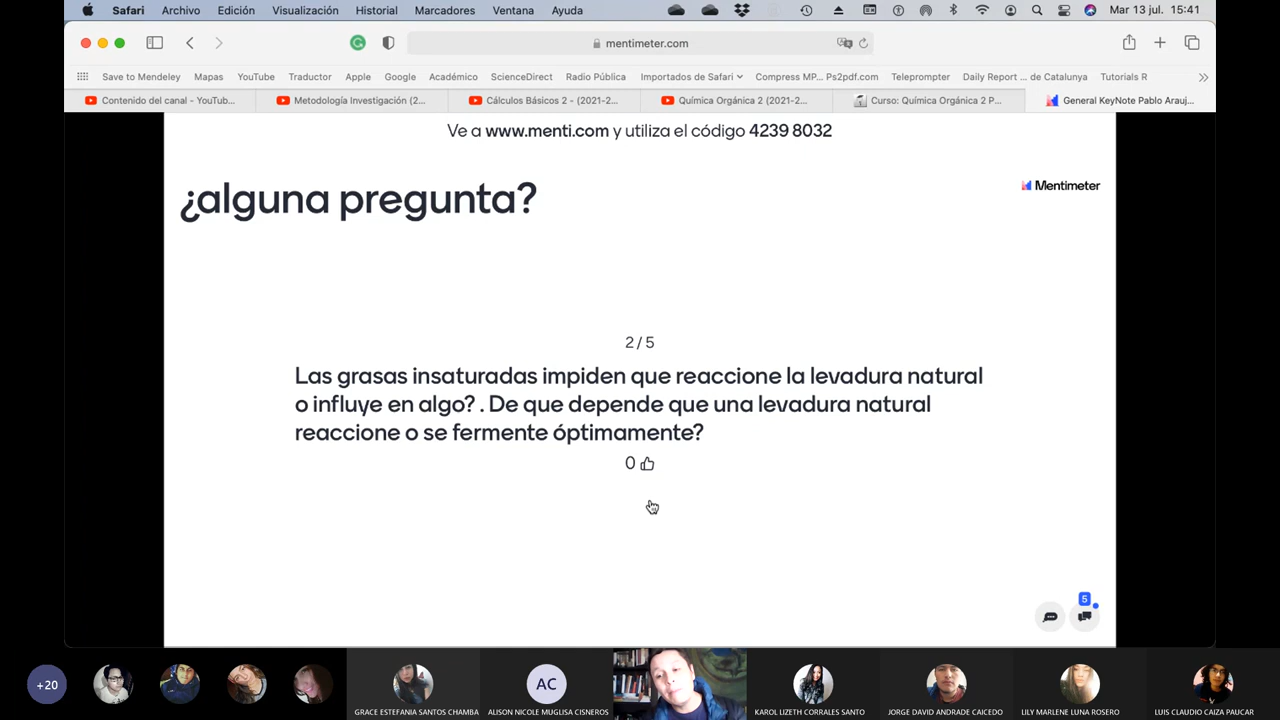 Safari Archivo Edición Visualización Historial Marcadores Ventana Ayuda Mar 13 jul. 15:41
mentimeter.com
Save to Mendeley Mapas YouTube Traductor Apple Google Académico ScienceDirect Radio Pública Importados de Safari Compress MP... Ps2pdf.com Teleprompter Daily Report ... de Catalunya Tutorials R
Contenido del canal - YouTub... Metodología Investigación (2... Cálculos Básicos 2 - (2021-2... Química Orgánica 2 (2021-2... Curso: Química Orgánica 2 P... General KeyNote Pablo Arauj...
Ve a www.menti.com y utiliza el código 4239 8032
¿alguna pregunta?
Mentimeter
2 / 5
Las grasas insaturadas impiden que reaccione la levadura natural
o influye en algo? . De que depende que una levadura natural
reaccione o se fermente óptimamente?
0
5
+20
AC
GRACE ESTEFANIA SANTOS CHAMBA ALISON NICOLE MUGLISA CISNEROS KAROL LIZETH CORRALES SANTO JORGE DAVID ANDRADE CAICEDO LILY MARLENE LUNA ROSERO LUIS CLAUDIO CAIZA PAUCAR